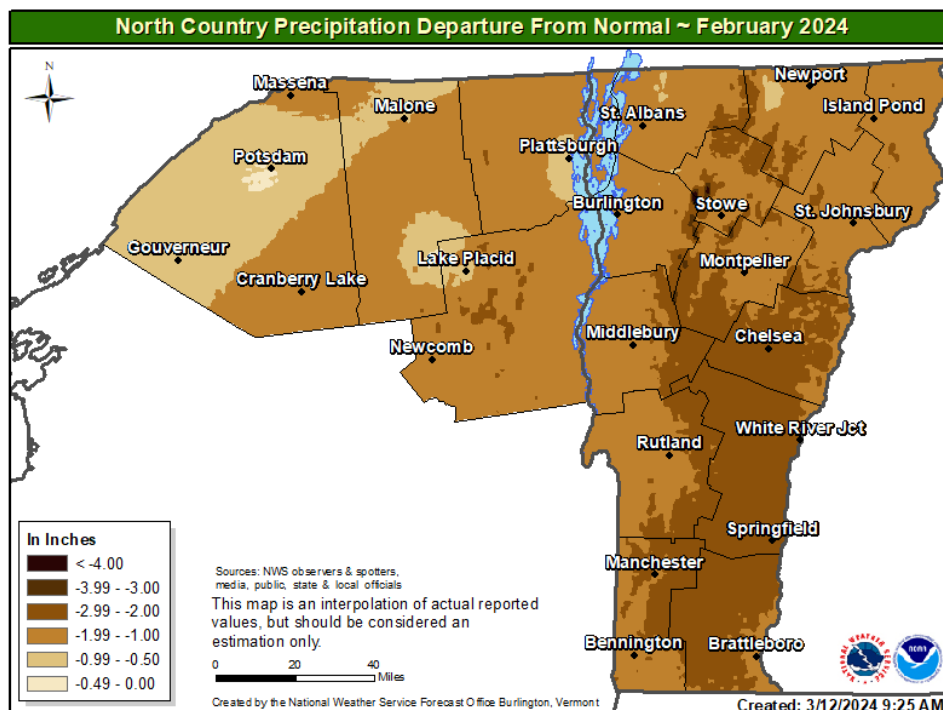 North Country Precipitation Departure From Normal ~ February 2024
N
Massena
Malone
Newport
Island Pond
St. Albans
Potsdam
Plattsburgh
Burlington
Stowe
St. Johnsbury
Gouverneur
Cranberry Lake
Lake Placid
Montpelier
Newcomb
Middlebury
Chelsea
Rutland
White River Jct
Springfield
Manchester
Bennington
Brattleboro
In Inches
< -4.00
-3.99 - -3.00
-2.99 - -2.00
-1.99 - -1.00
-0.99 - -0.50
-0.49 - 0.00
Sources: NWS observers & spotters,
media, public, state & local officials
This map is an interpolation of actual reported
values, but should be considered an
estimation only.
0 20 40
Miles
Created by the National Weather Service Forecast Office Burlington, Vermont
NATIONAL WEATHER SERVICE
NOAA
Created: 3/12/2024 9:25 AM